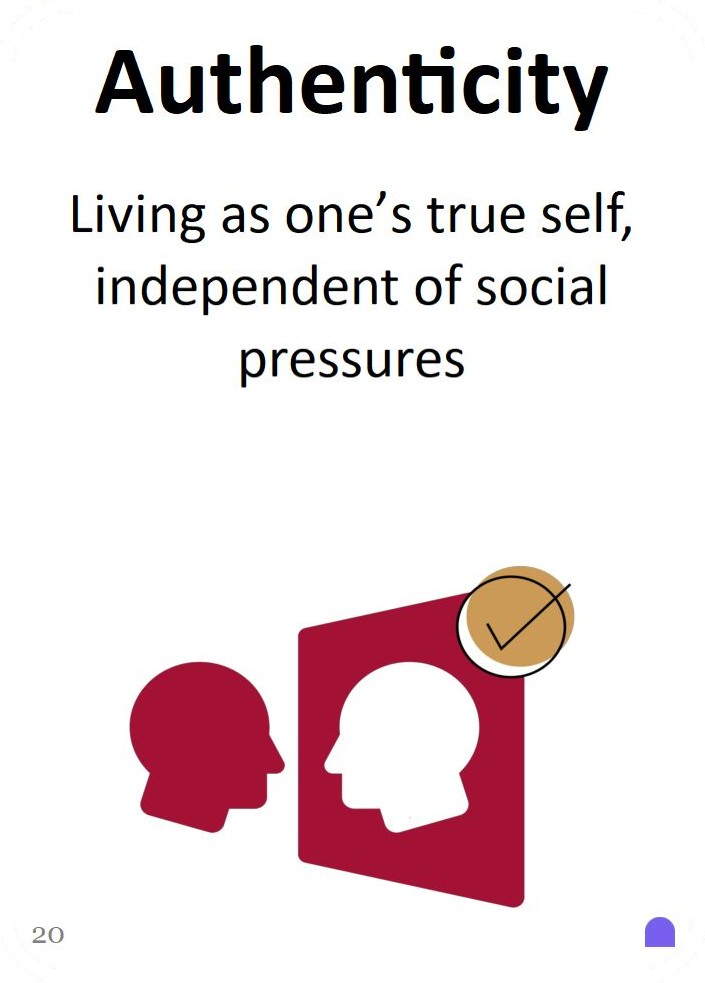 Authenticity
Living as one’s true self,
independent of social
pressures
20